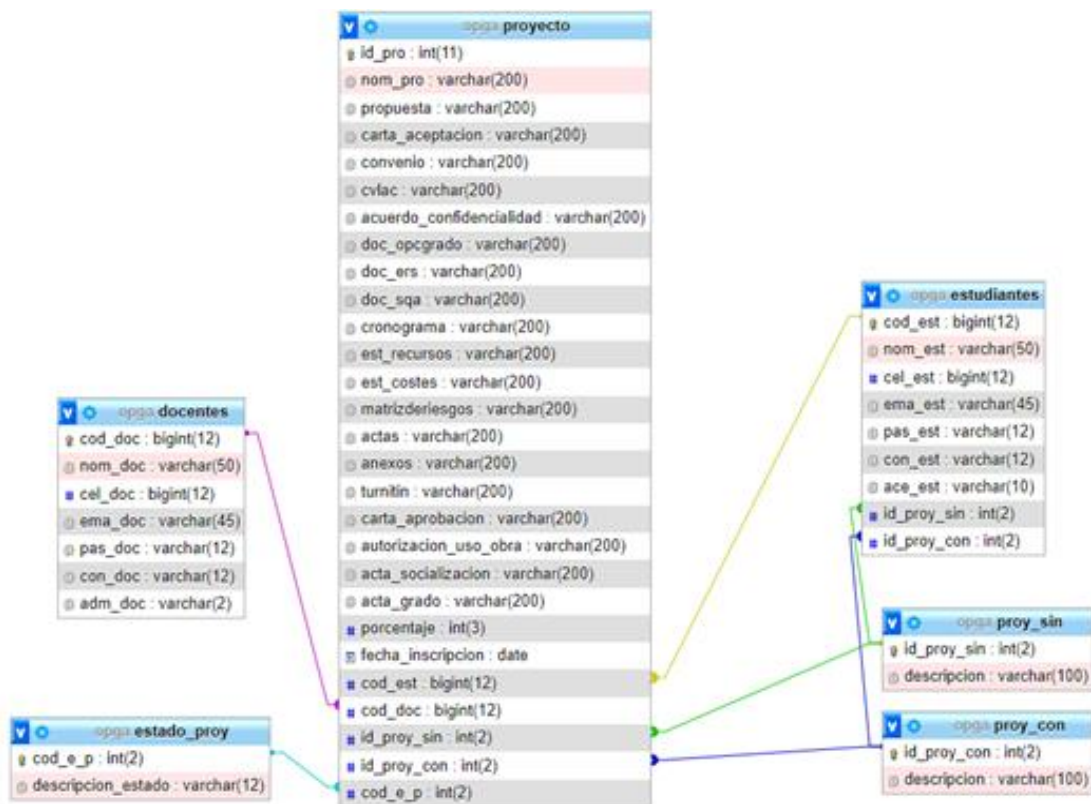 opga proyecto
id_pro : int(11)
nom_pro : varchar(200)
propuesta : varchar(200)
carta_aceptacion : varchar(200)
convenio : varchar(200)
cvlac : varchar(200)
acuerdo_confidencialidad : varchar(200)
doc_opcgrado : varchar(200)
doc_ers : varchar(200)
doc_sqa : varchar(200)
cronograma : varchar(200)
est_recursos : varchar(200)
est_costes : varchar(200)
matrizderiesgos : varchar(200)
actas : varchar(200)
anexos : varchar(200)
turnitin : varchar(200)
carta_aprobacion : varchar(200)
autorizacion_uso_obra : varchar(200)
acta_socializacion : varchar(200)
acta_grado : varchar(200)
porcentaje : int(3)
fecha_inscripcion : date
cod_est : bigint(12)
cod_doc : bigint(12)
id_proy_sin : int(2)
id_proy_con : int(2)
cod_e_p : int(2)
opga estudiantes
cod_est : bigint(12)
nom_est : varchar(50)
cel_est : bigint(12)
ema_est : varchar(45)
pas_est : varchar(12)
con_est : varchar(12)
ace_est : varchar(10)
id_proy_sin : int(2)
id_proy_con : int(2)
opga docentes
cod_doc : bigint(12)
nom_doc : varchar(50)
cel_doc : bigint(12)
ema_doc : varchar(45)
pas_doc : varchar(12)
con_doc : varchar(12)
adm_doc : varchar(2)
opga proy_sin
id_proy_sin : int(2)
descripcion : varchar(100)
opga estado_proy
cod_e_p : int(2)
descripcion_estado : varchar(12)
opga proy_con
id_proy_con : int(2)
descripcion : varchar(100)